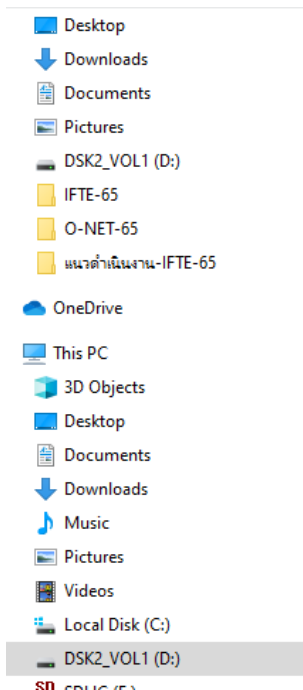 Desktop
Downloads
Documents
Pictures
DSK2_VOL1 (D:)
IFTE-65
O-NET-65
แนวดำเนินงาน-IFTE-65
OneDrive
This PC
3D Objects
Desktop
Documents
Downloads
Music
Pictures
Videos
Local Disk (C:)
DSK2_VOL1 (D:)